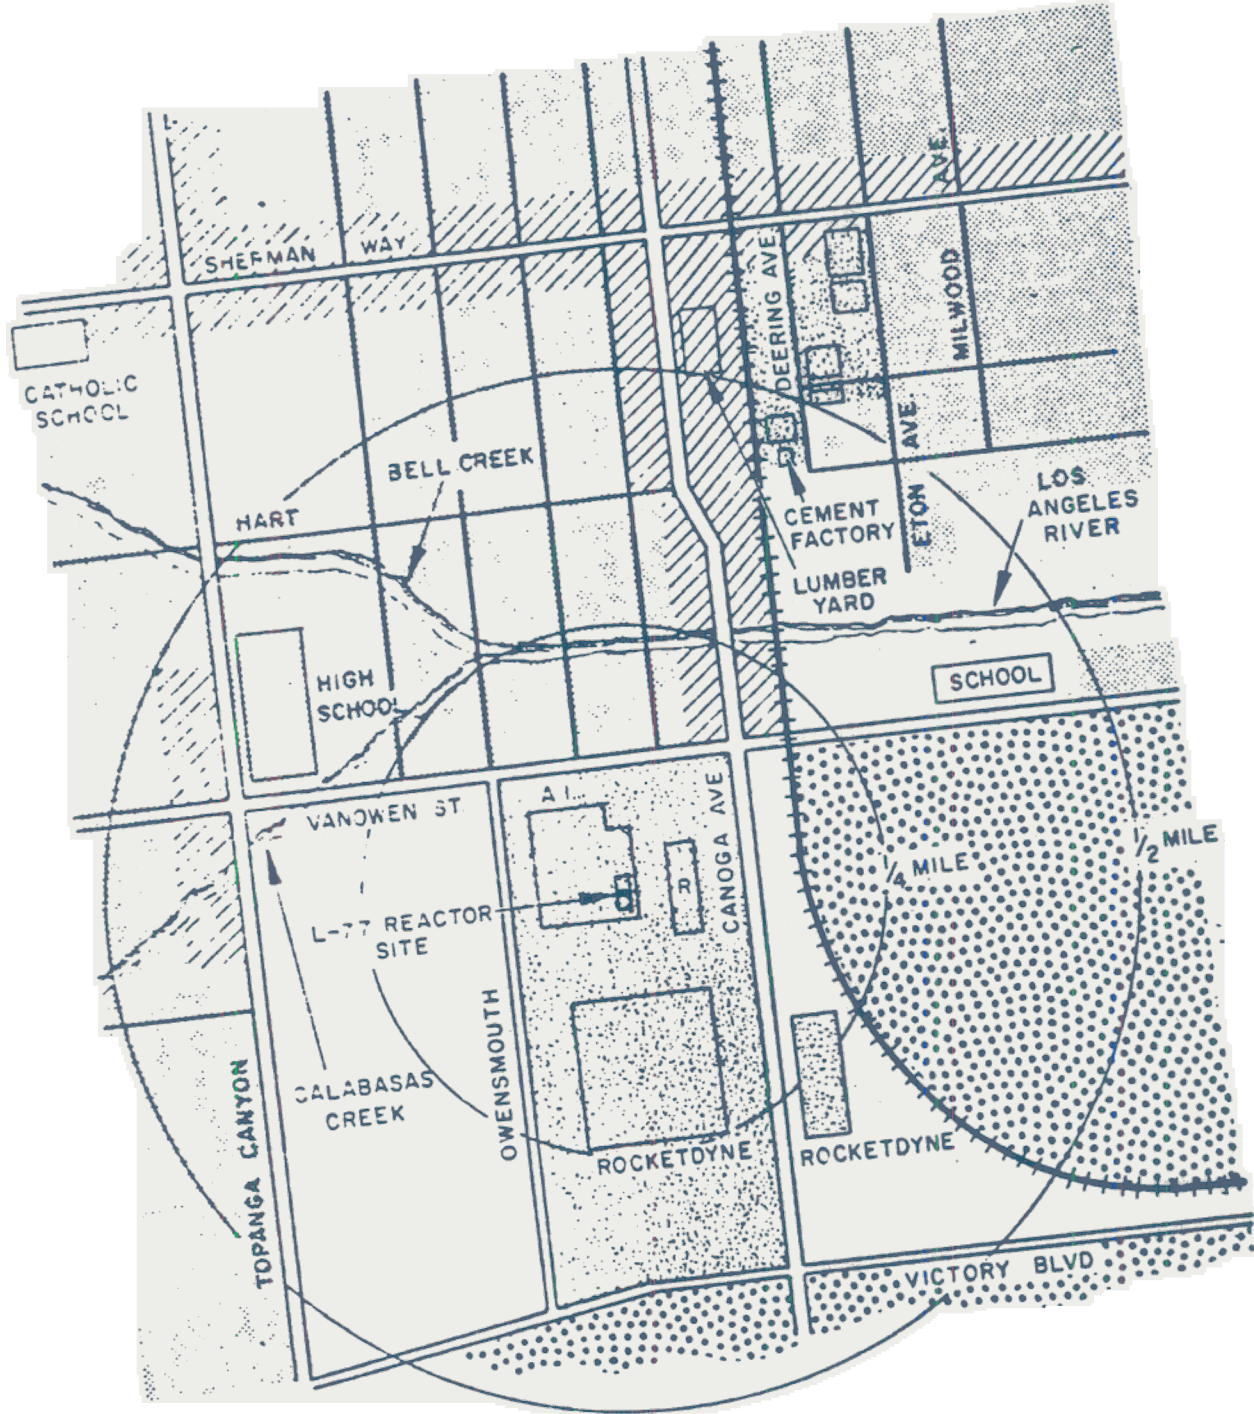 AVE.
SHERMAN WAY
DEERING AVE.
MILWOOD
CATHOLIC
SCHOOL
BELL CREEK
ETON AVE.
HART
CEMENT
FACTORY
LOS
ANGELES
RIVER
LUMBER
YARD
HIGH
SCHOOL
SCHOOL
VANOWEN ST.
A I
CANOGA AVE
R
1/4 MILE
1/2 MILE
L-77 REACTOR
SITE
OWENSMOUTH
CALABASAS
CREEK
TOPANGA CANYON
ROCKETDYNE
ROCKETDYNE
VICTORY BLVD